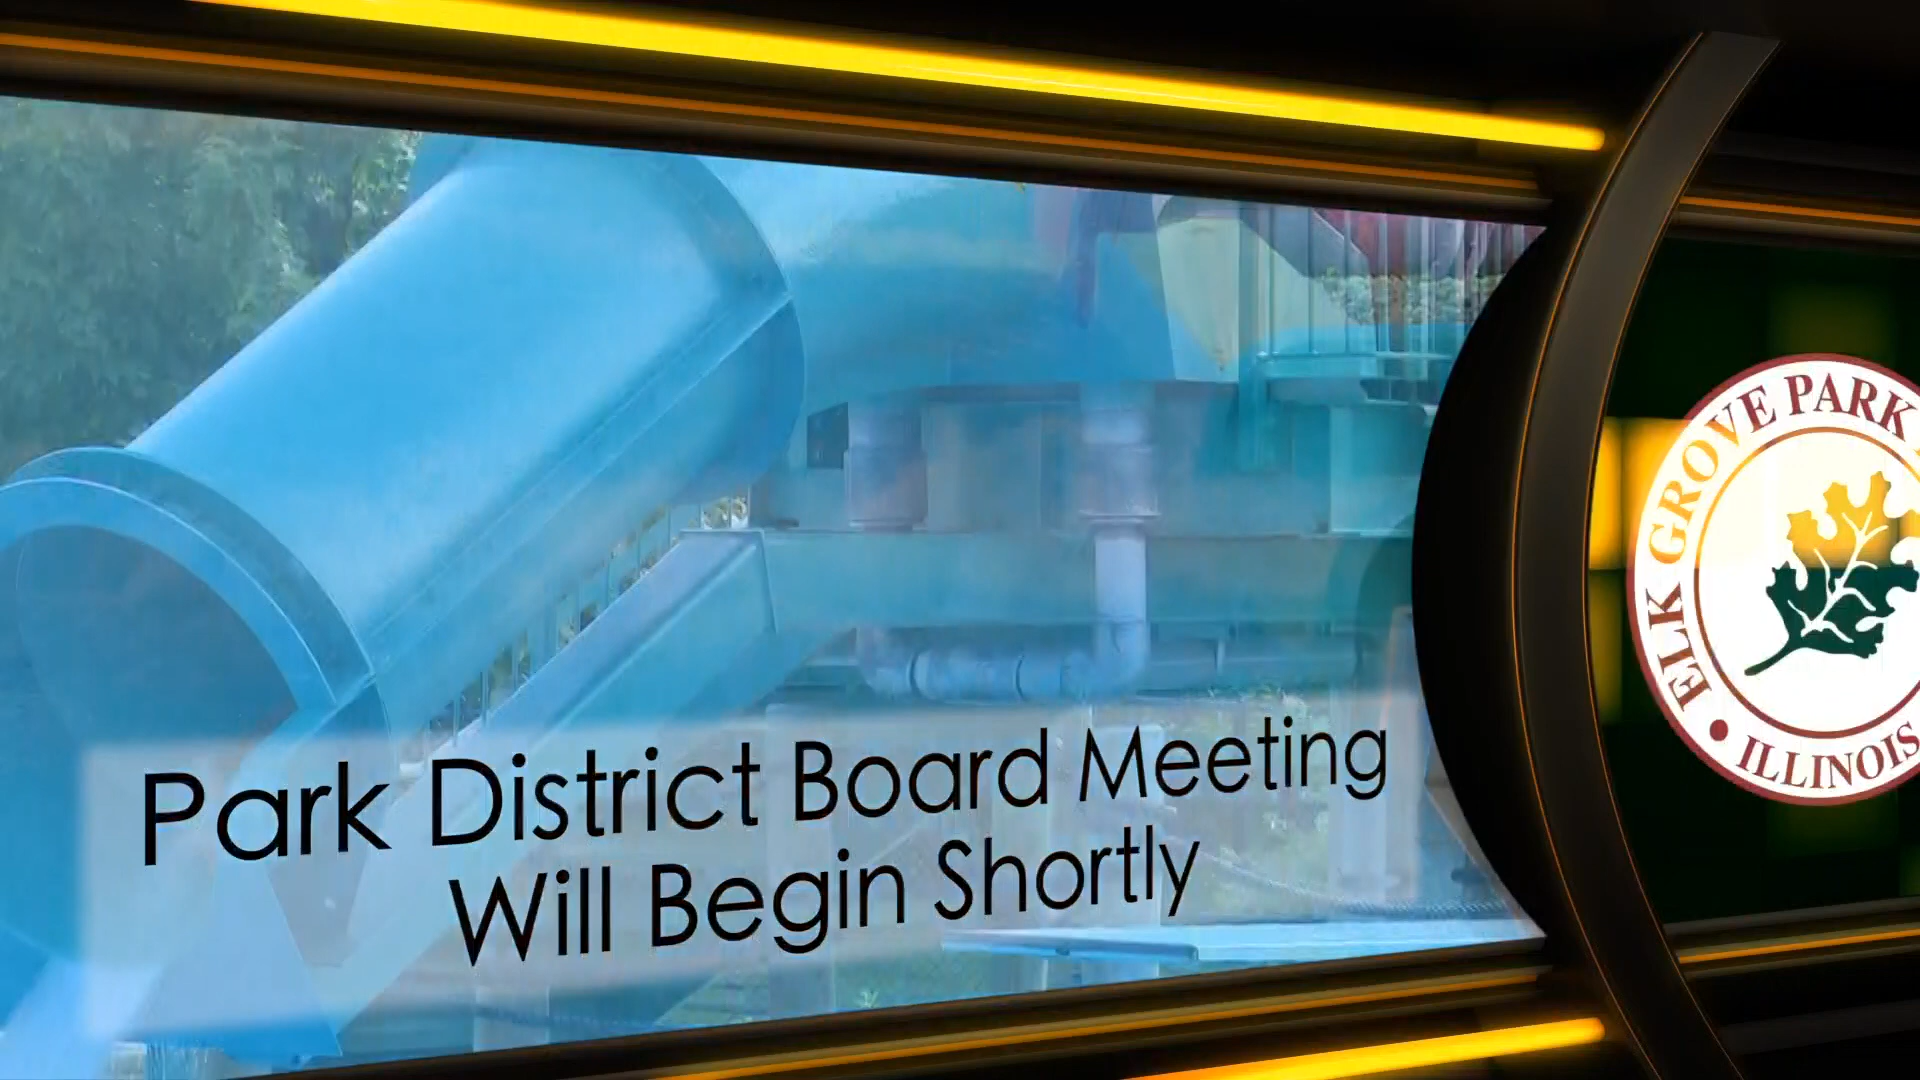 Park District Board Meeting
Will Begin Shortly
ELK GROVE PARK
ILLINOIS